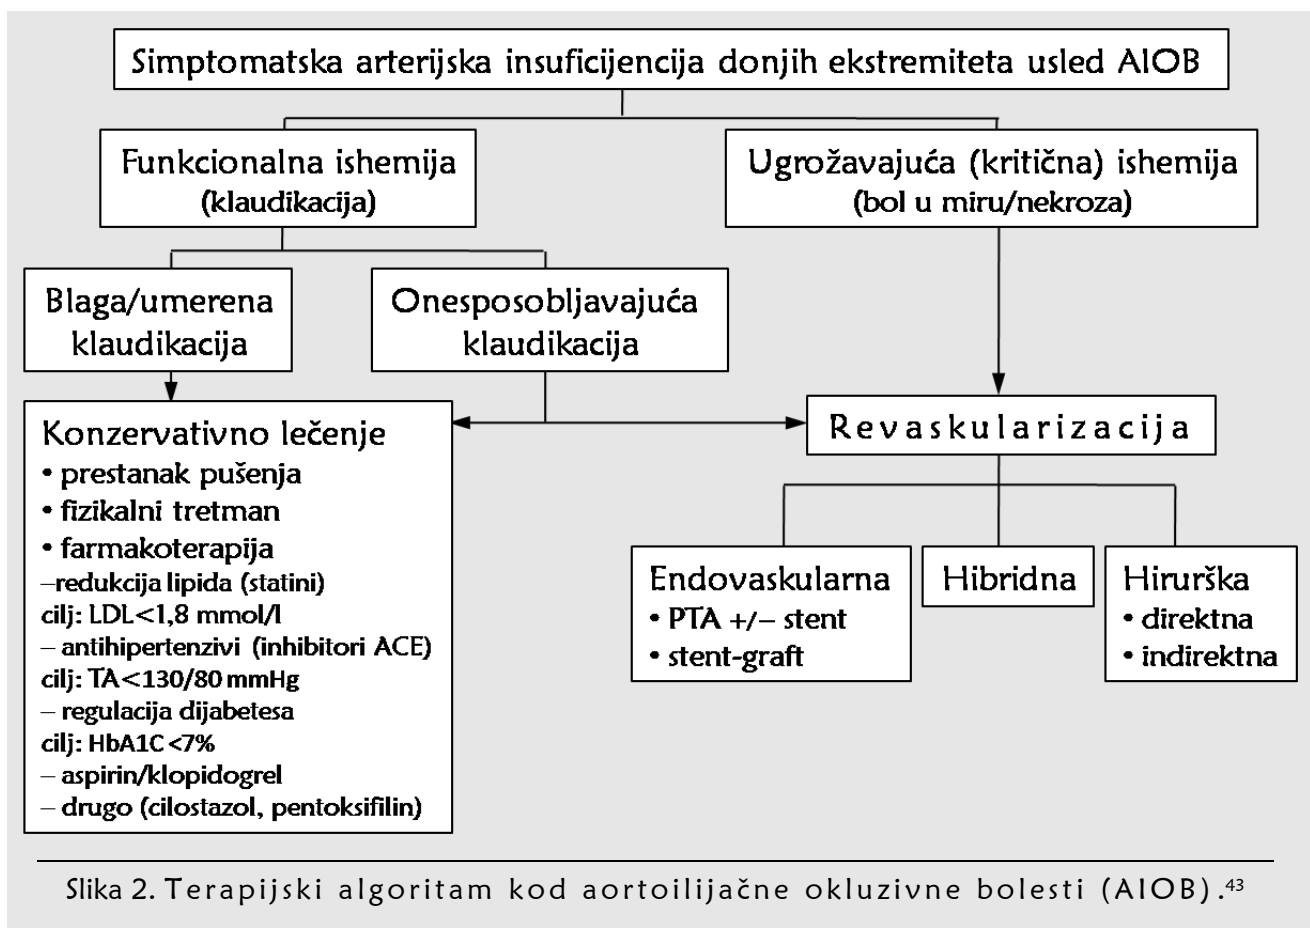 Simptomatska arterijska insuficijencija donjih ekstremiteta usled AIOB
Funkcionalna ishemija
(klaudikacija)
Ugrožavajuća (kritična) ishemija
(bol u miru/nekroza)
Blaga/umerena
klaudikacija
Onesposobljavajuća
klaudikacija
Konzervativno lečenje
• prestanak pušenja
• fizikalni tretman
• farmakoterapija
–redukcija lipida (statini)
cilj: LDL<1,8 mmol/l
– antihipertenzivi (inhibitori ACE)
cilj: TA<130/80 mmHg
– regulacija dijabetesa
cilj: HbA1C <7%
– aspirin/klopidogrel
– drugo (cilostazol, pentoksifilin)
Revaskularizacija
Endovaskularna
• PTA +/– stent
• stent-graft
Hibridna
Hirurška
• direktna
• indirektna
Slika 2. Terapijski algoritam kod aortoilijačne okluzivne bolesti (AIOB).⁴³